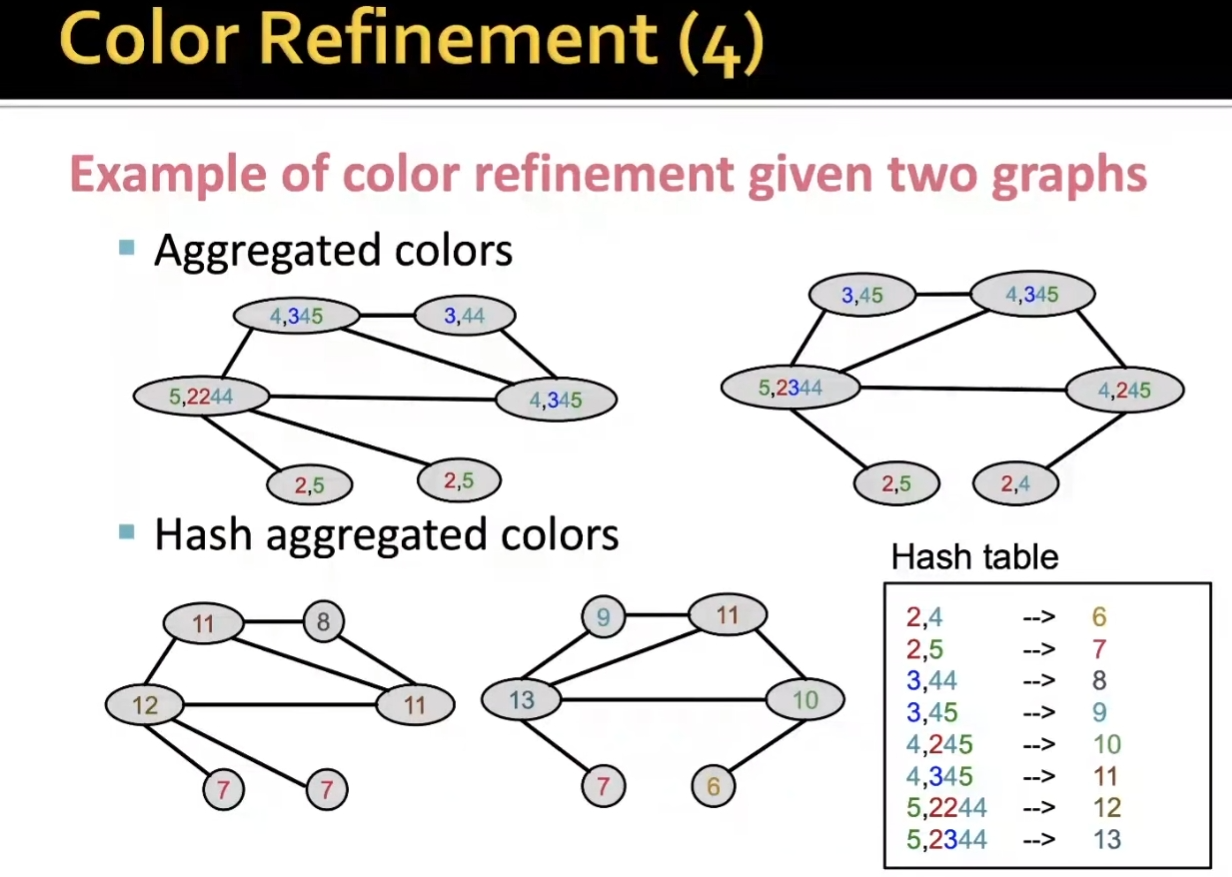 Color Refinement (4)
Example of color refinement given two graphs
Aggregated colors
4,345 3,44
5,2244 4,345
2,5 2,5
3,45 4,345
5,2344 4,245
2,5 2,4
Hash aggregated colors
11 8
12 11
7 7
9 11
13 10
7 6
Hash table
2,4 --> 6
2,5 --> 7
3,44 --> 8
3,45 --> 9
4,245 --> 10
4,345 --> 11
5,2244 --> 12
5,2344 --> 13